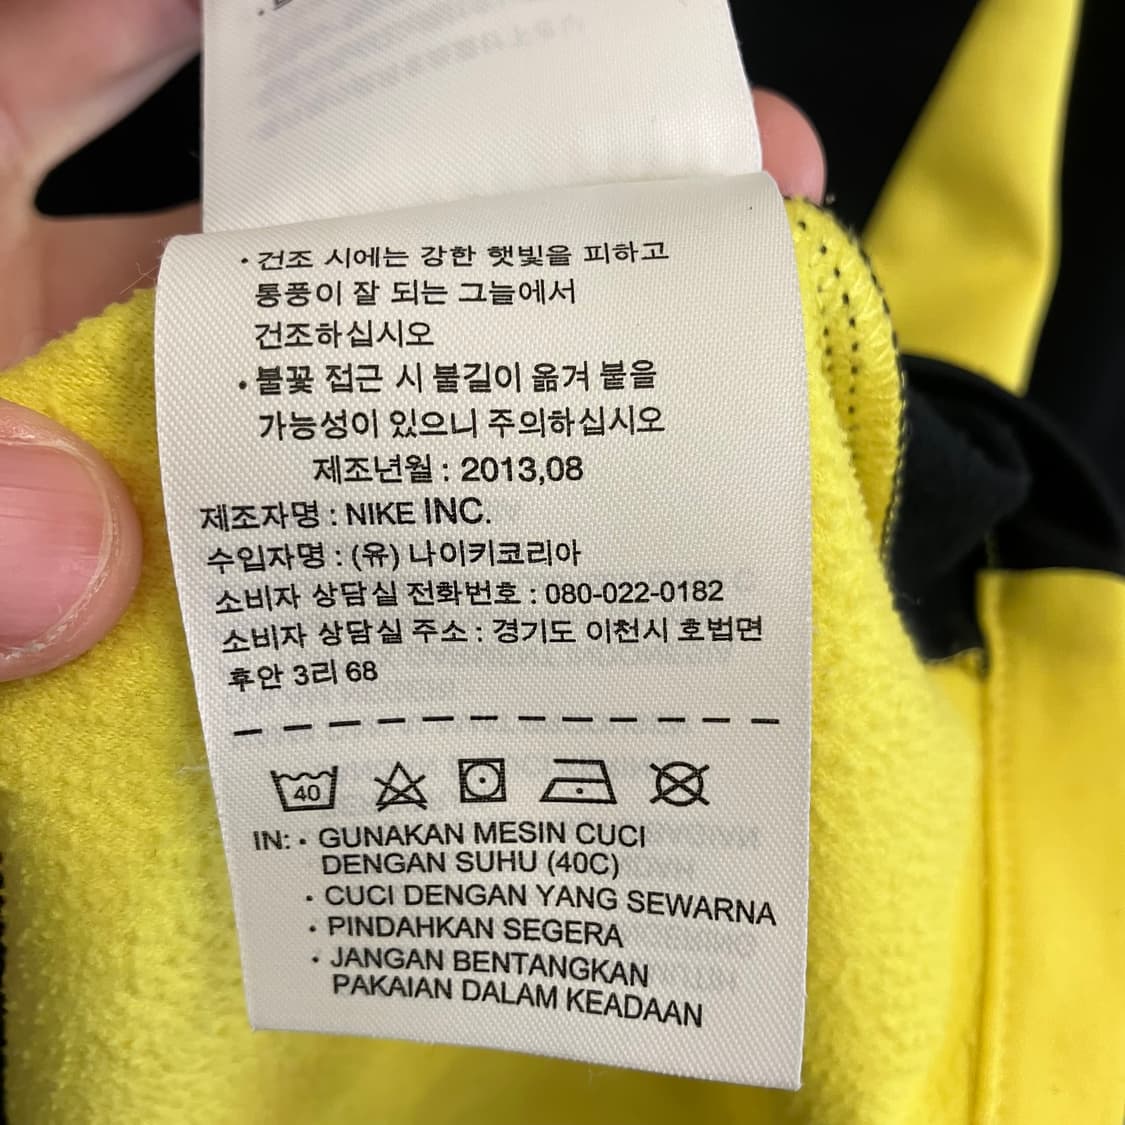 · 건조 시에는 강한 햇빛을 피하고
통풍이 잘 되는 그늘에서
건조하십시오
· 불꽃 접근 시 불길이 옮겨 붙을
가능성이 있으니 주의하십시오
제조년월 : 2013,08
제조자명 : NIKE INC.
수입자명 : (유) 나이키코리아
소비자 상담실 전화번호 : 080-022-0182
소비자 상담실 주소 : 경기도 이천시 호법면
후안 3리 68
40
IN: · GUNAKAN MESIN CUCI
DENGAN SUHU (40C)
· CUCI DENGAN YANG SEWARNA
· PINDAHKAN SEGERA
· JANGAN BENTANGKAN
PAKAIAN DALAM KEADAAN